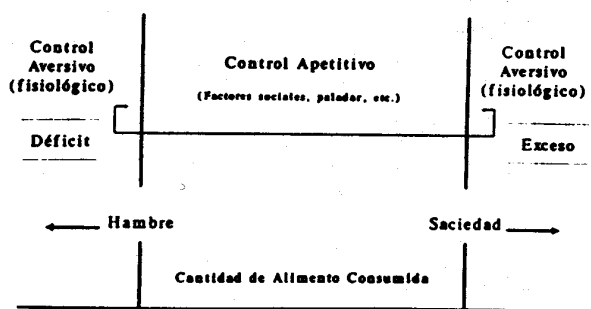 Control
Aversivo
(fisiológico)
Control Apetitivo
(Factores sociales, paladar, etc.)
Control
Aversivo
(fisiológico)
Déficit
Exceso
Hambre
Saciedad
Cantidad de Alimento Consumida